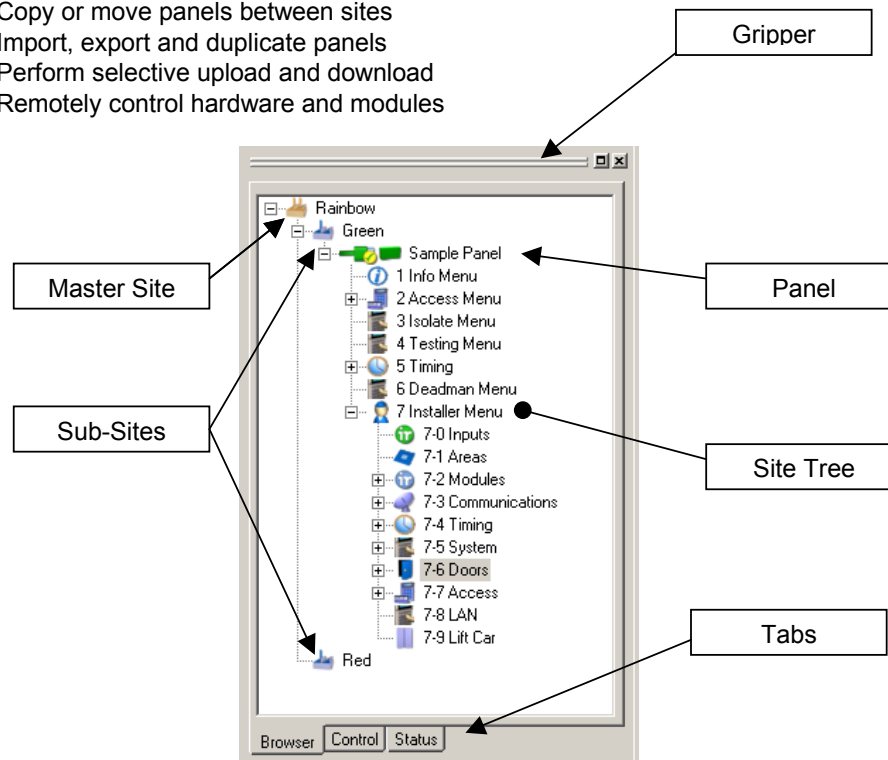 Copy or move panels between sites
Import, export and duplicate panels
Perform selective upload and download
Remotely control hardware and modules
Gripper
Rainbow
Green
Sample Panel
1 Info Menu
2 Access Menu
3 Isolate Menu
4 Testing Menu
5 Timing
6 Deadman Menu
7 Installer Menu
7-0 Inputs
7-1 Areas
7-2 Modules
7-3 Communications
7-4 Timing
7-5 System
7-6 Doors
7-7 Access
7-8 LAN
7-9 Lift Car
Red
Master Site
Sub-Sites
Panel
Site Tree
Tabs
Browser Control Status